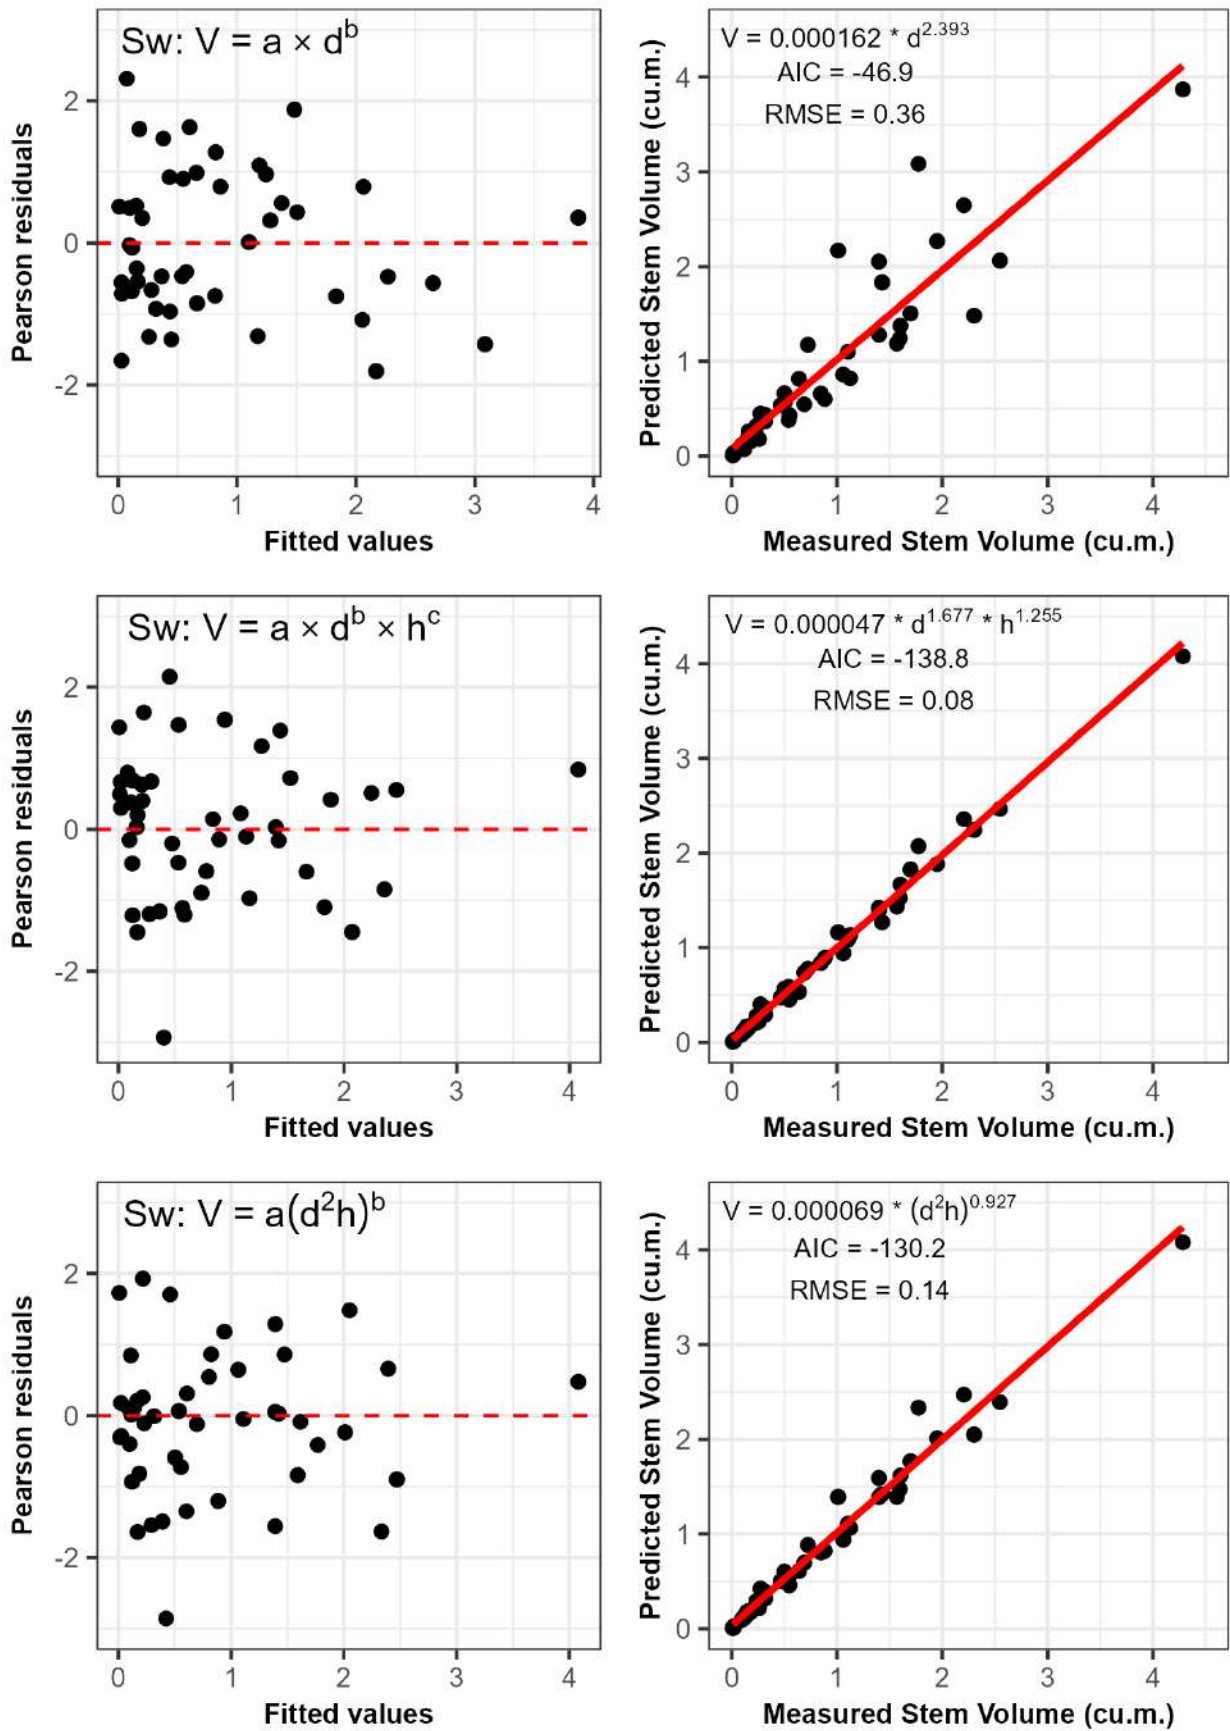 Sw: V = a × d^b
Pearson residuals
2
0
-2
0 1 2 3 4
Fitted values
V = 0.000162 * d^2.393
AIC = -46.9
RMSE = 0.36
Predicted Stem Volume (cu.m.)
4
3
2
1
0
0 1 2 3 4
Measured Stem Volume (cu.m.)
Sw: V = a × d^b × h^c
Pearson residuals
2
0
-2
0 1 2 3 4
Fitted values
V = 0.000047 * d^1.677 * h^1.255
AIC = -138.8
RMSE = 0.08
Predicted Stem Volume (cu.m.)
4
3
2
1
0
0 1 2 3 4
Measured Stem Volume (cu.m.)
Sw: V = a(d²h)^b
Pearson residuals
2
0
-2
0 1 2 3 4
Fitted values
V = 0.000069 * (d²h)^0.927
AIC = -130.2
RMSE = 0.14
Predicted Stem Volume (cu.m.)
4
3
2
1
0
0 1 2 3 4
Measured Stem Volume (cu.m.)